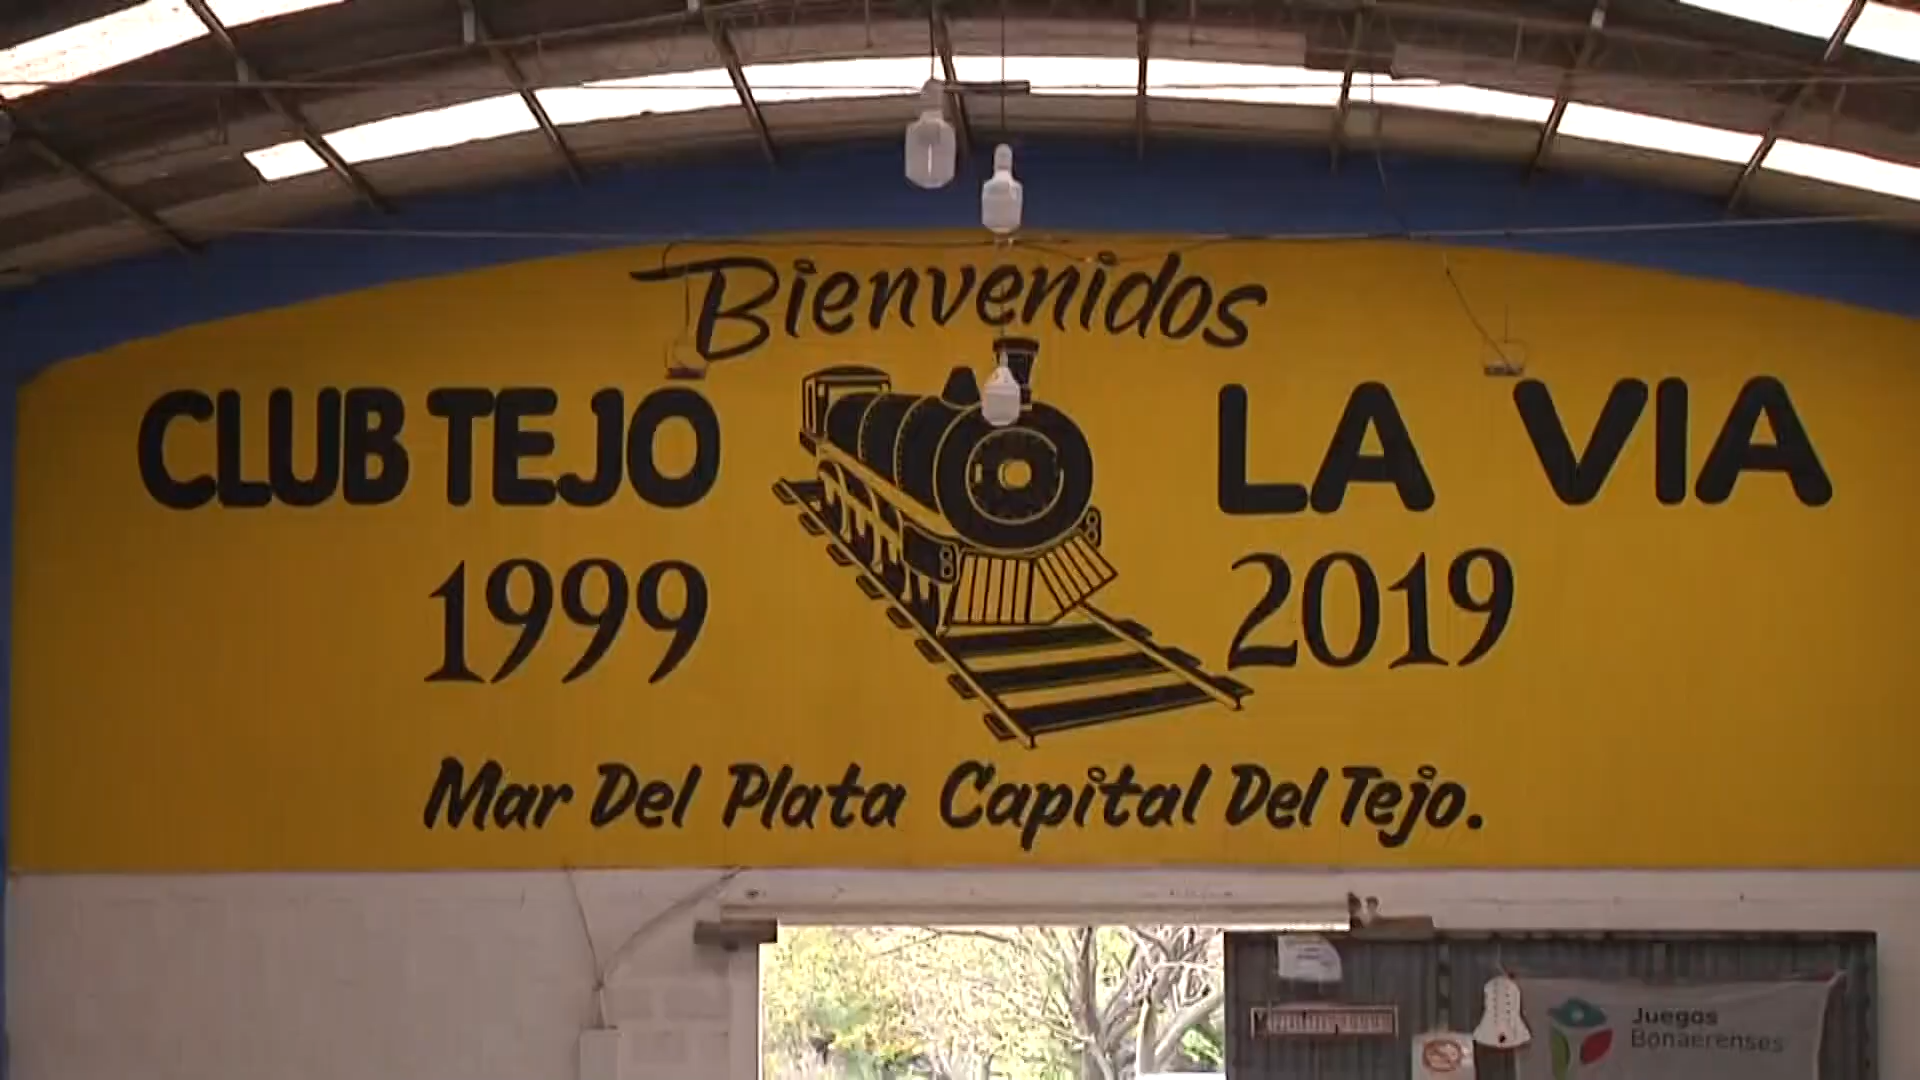 Bienvenidos
CLUB TEJO LA VIA
1999 2019
Mar Del Plata Capital Del Tejo.
Juegos
Bonaerenses